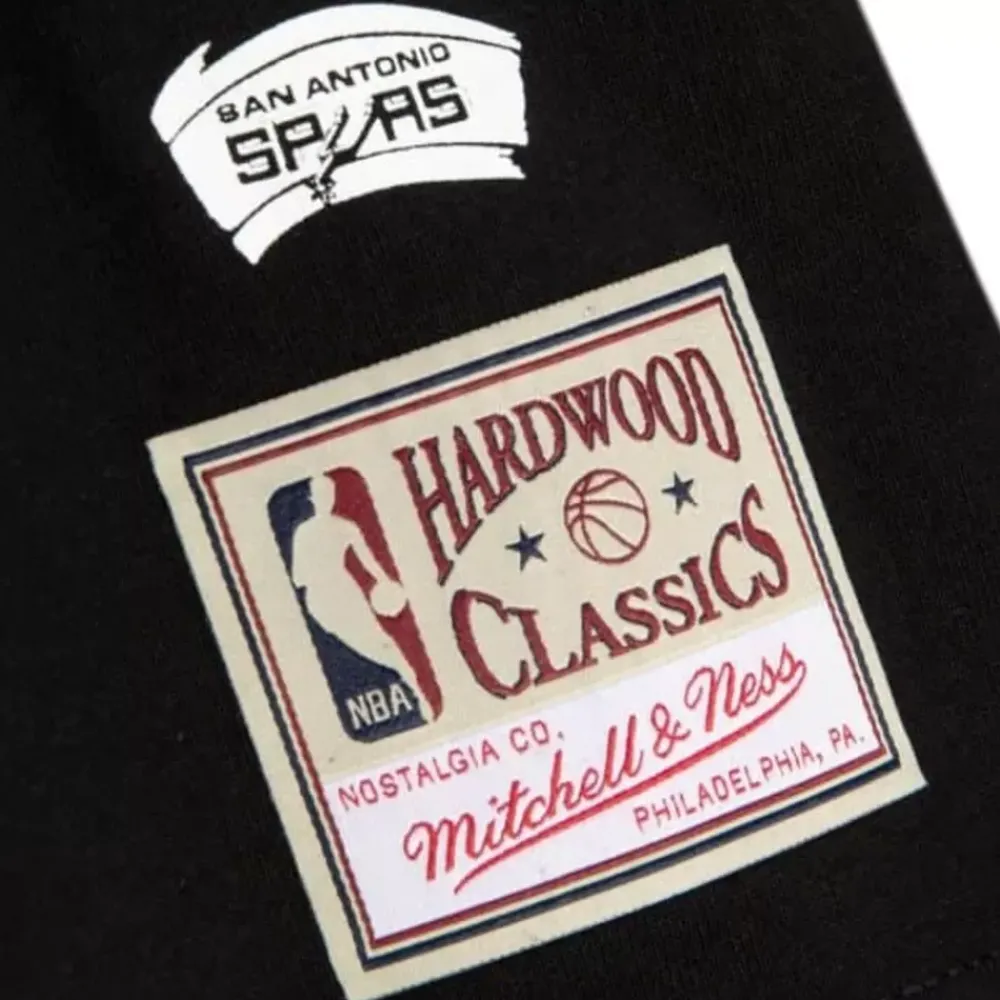 SAN ANTONIO
SPURS
HARDWOOD
CLASSICS
NBA
NOSTALGIA CO.
Mitchell & Ness
PHILADELPHIA, PA.